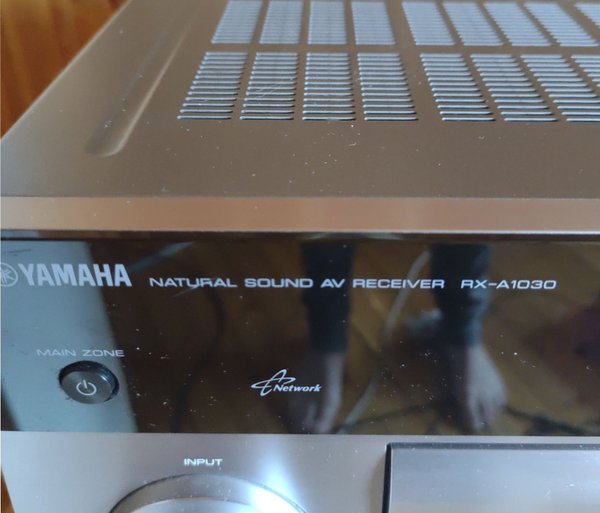 YAMAHA NATURAL SOUND AV RECEIVER RX-A1030
MAIN ZONE
Network
INPUT